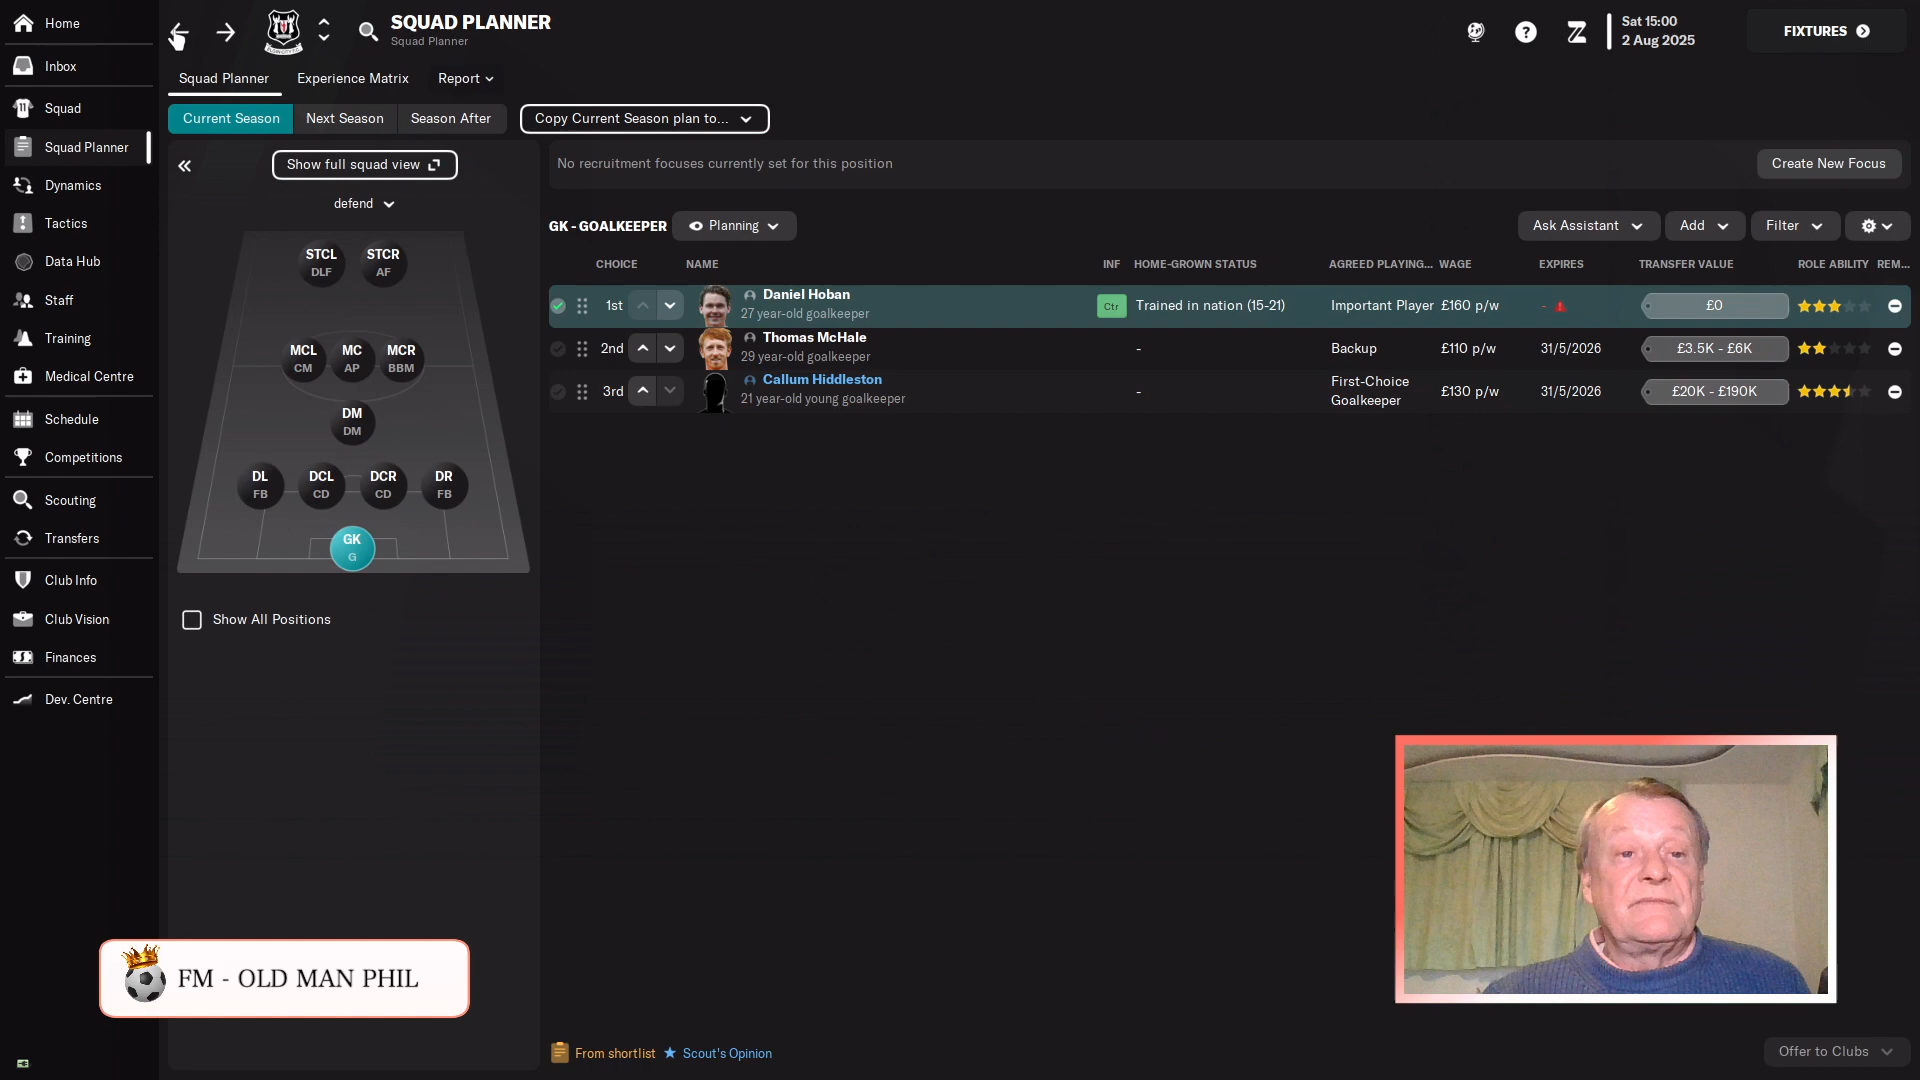 Home
Inbox
Squad
Squad Planner
Dynamics
Tactics
Data Hub
Staff
Training
Medical Centre
Schedule
Competitions
Scouting
Transfers
Club Info
Club Vision
Finances
Dev. Centre
SQUAD PLANNER
Squad Planner
Sat 15:00
2 Aug 2025
FIXTURES
Squad Planner Experience Matrix Report
Current Season Next Season Season After Copy Current Season plan to...
Show full squad view
defend
STCL
DLF
STCR
AF
MCL
CM
MC
AP
MCR
BBM
DM
DM
DL
FB
DCL
CD
DCR
CD
DR
FB
GK
G
Show All Positions
No recruitment focuses currently set for this position Create New Focus
GK - GOALKEEPER Planning Ask Assistant Add Filter
CHOICE NAME INF HOME-GROWN STATUS AGREED PLAYING... WAGE EXPIRES TRANSFER VALUE ROLE ABILITY REM...
1st Daniel Hoban
27 year-old goalkeeper
Ctr Trained in nation (15-21) Important Player £160 p/w - £0
2nd Thomas McHale
29 year-old goalkeeper
- Backup £110 p/w 31/5/2026 £3.5K - £6K
3rd Callum Hiddleston
21 year-old young goalkeeper
- First-Choice
Goalkeeper
£130 p/w 31/5/2026 £20K - £190K
FM - OLD MAN PHIL
From shortlist Scout's Opinion
Offer to Clubs